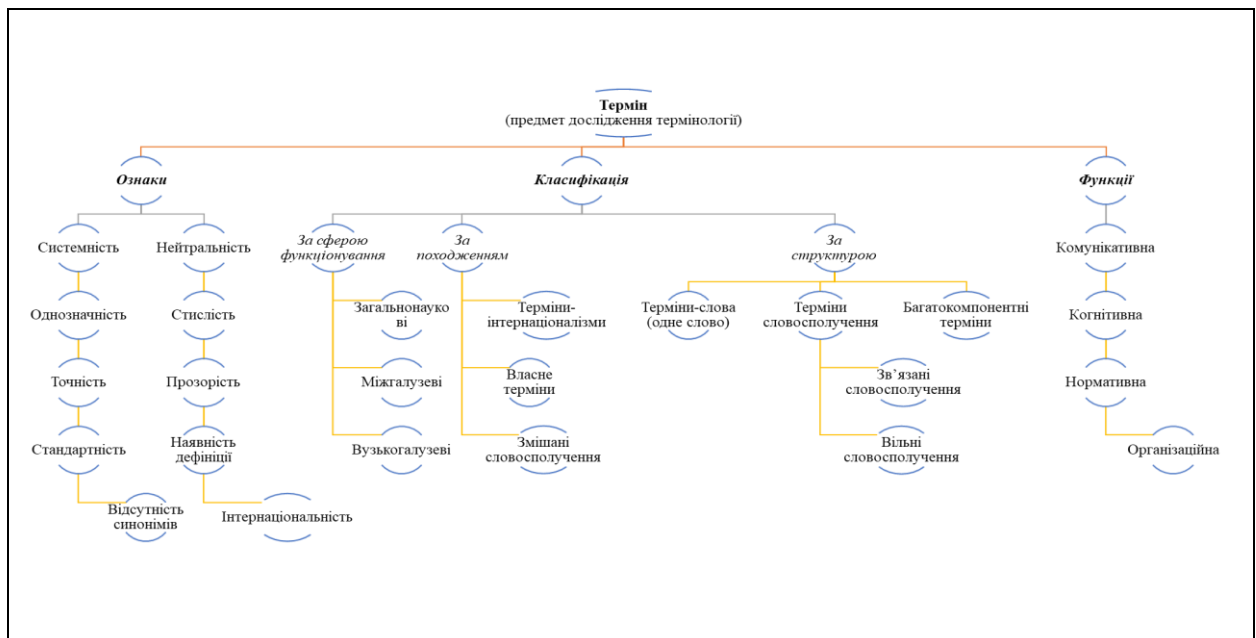 Термін
(предмет дослідження термінології)
Ознаки
Класифікація
Функції
Системність
Нейтральність
За сферою
функціонування
За
походженням
За
структурою
Комунікативна
Однозначність
Стислість
Загальнонауко
ві
Терміни-
інтернаціоналізми
Терміни-слова
(одне слово)
Терміни
словосполучення
Багатокомпонентні
терміни
Когнітивна
Точність
Прозорість
Міжгалузеві
Власне
терміни
Зв’язані
словосполучення
Нормативна
Стандартність
Наявність
дефініції
Вузькогалузеві
Змішані
словосполучення
Вільні
словосполучення
Організаційна
Відсутність
синонімів
Інтернаціональність